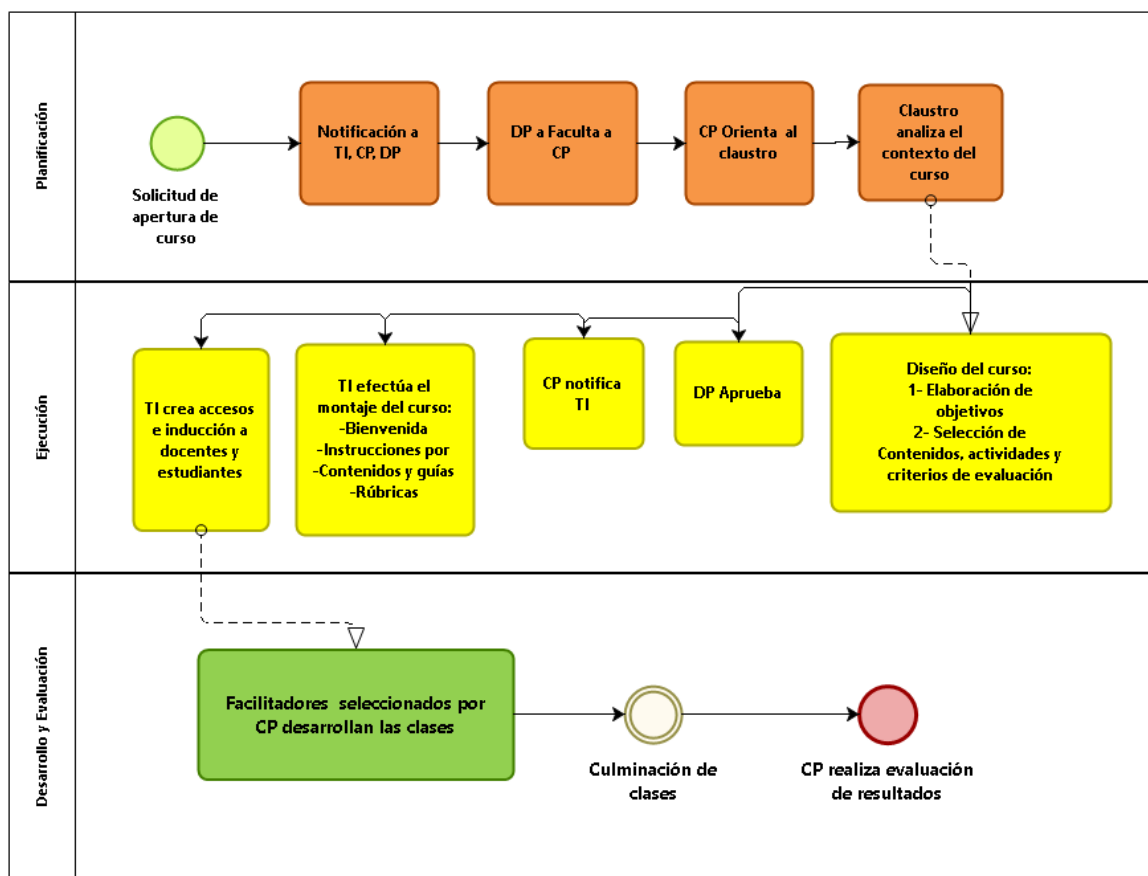 Planificación
Solicitud de
apertura de
curso
Notificación a
TI, CP, DP
DP a Faculta a
CP
CP Orienta al
claustro
Claustro
analiza el
contexto del
curso
Ejecución
TI crea accesos
e inducción a
docentes y
estudiantes
TI efectúa el
montaje del curso:
-Bienvenida
-Instrucciones por
-Contenidos y guías
-Rúbricas
CP notifica
TI
DP Aprueba
Diseño del curso:
1- Elaboración de
objetivos
2- Selección de
Contenidos, actividades y
criterios de evaluación
Desarrollo y Evaluación
Facilitadores seleccionados por
CP desarrollan las clases
Culminación de
clases
CP realiza evaluación
de resultados